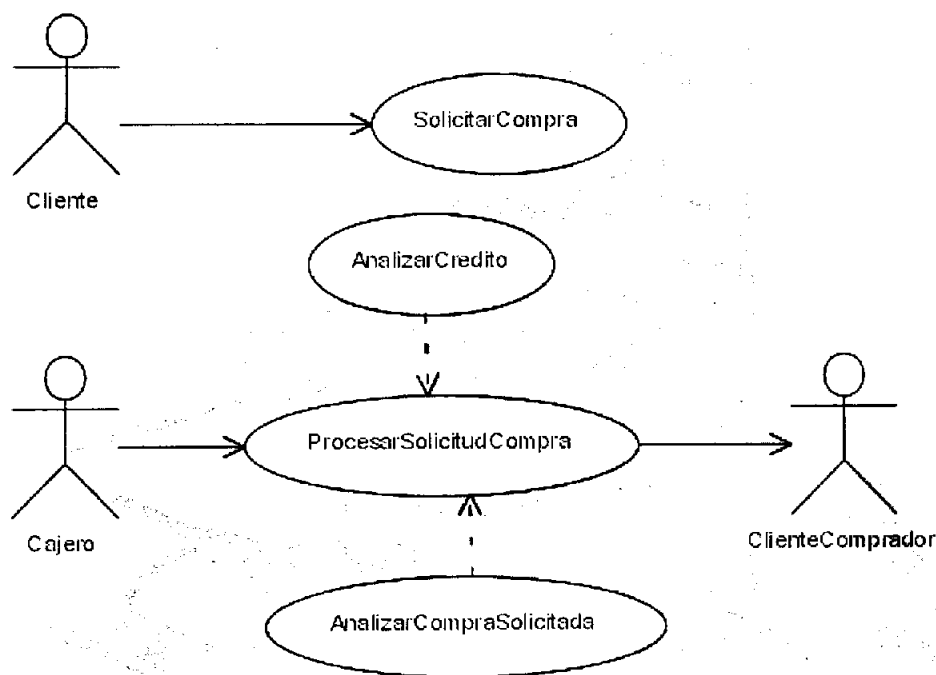 SolicitarCompra
Cliente
AnalizarCredito
ProcesarSolicitudCompra
Cajero
ClienteComprador
AnalizarCompraSolicitada